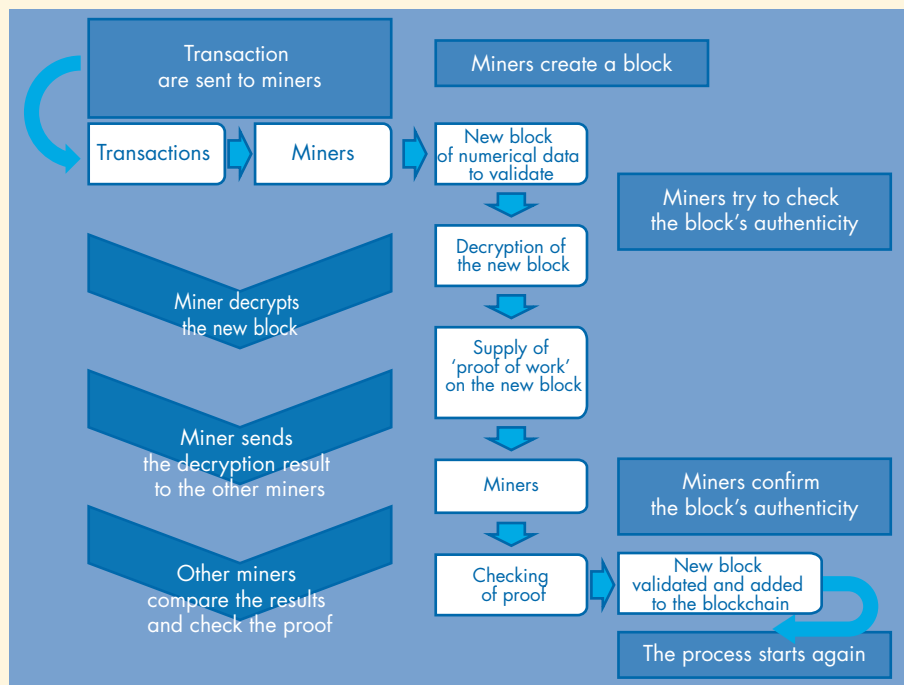 Transaction
are sent to miners
Miners create a block
Transactions
Miners
New block
of numerical data
to validate
Miners try to check
the block's authenticity
Decryption of
the new block
Miner decrypts
the new block
Supply of
‘proof of work’
on the new block
Miner sends
the decryption result
to the other miners
Miners
Miners confirm
the block's authenticity
Other miners
compare the results
and check the proof
Checking
of proof
New block
validated and added
to the blockchain
The process starts again